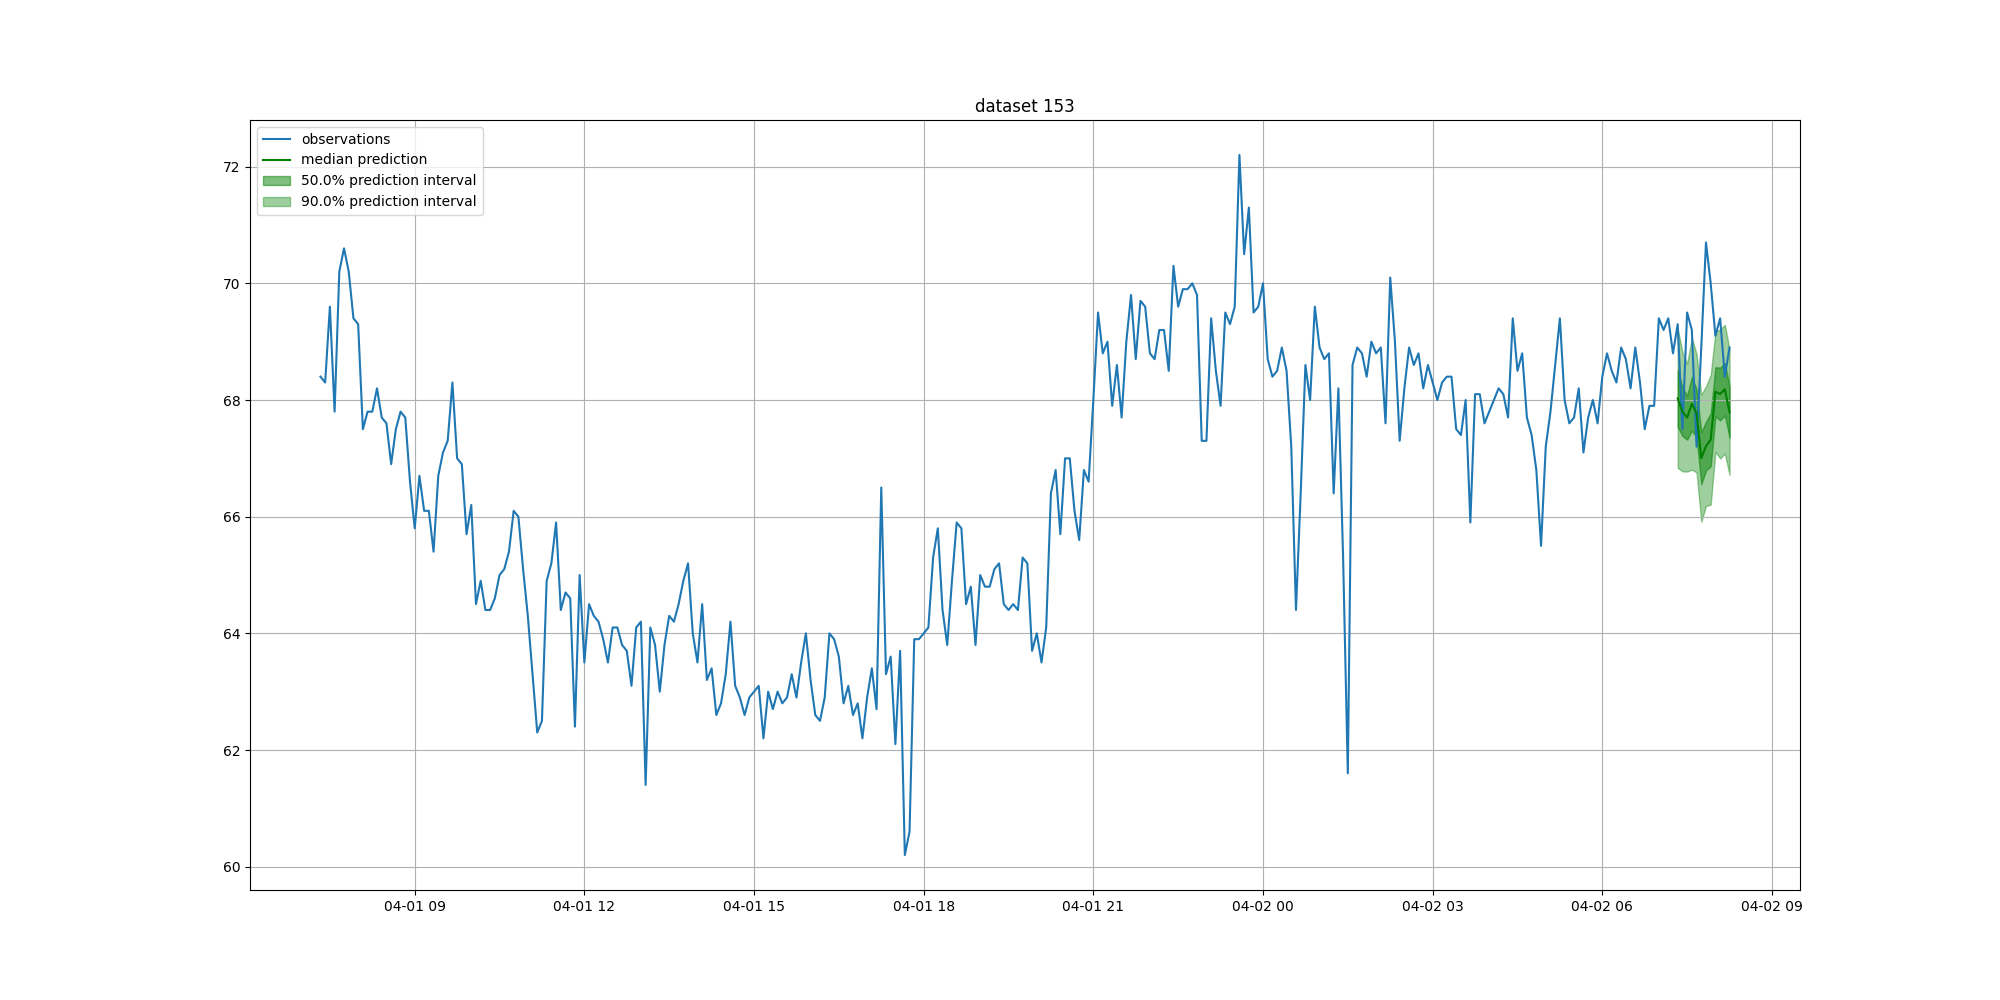 dataset 153
observations
median prediction
50.0% prediction interval
90.0% prediction interval
72
70
68
66
64
62
60
04-01 09 04-01 12 04-01 15 04-01 18 04-01 21 04-02 00 04-02 03 04-02 06 04-02 09